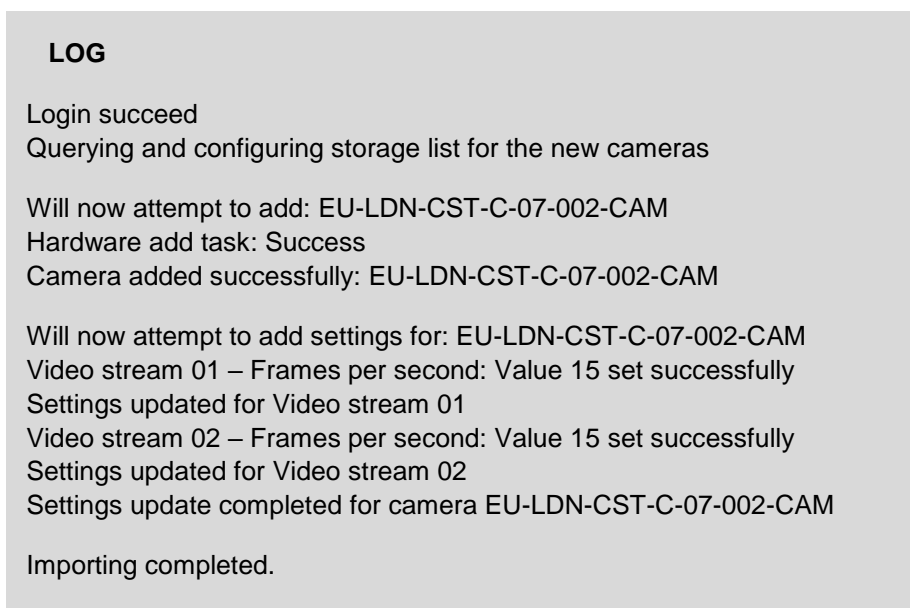 LOG
Login succeed
Querying and configuring storage list for the new cameras
Will now attempt to add: EU-LDN-CST-C-07-002-CAM
Hardware add task: Success
Camera added successfully: EU-LDN-CST-C-07-002-CAM
Will now attempt to add settings for: EU-LDN-CST-C-07-002-CAM
Video stream 01 – Frames per second: Value 15 set successfully
Settings updated for Video stream 01
Video stream 02 – Frames per second: Value 15 set successfully
Settings updated for Video stream 02
Settings update completed for camera EU-LDN-CST-C-07-002-CAM
Importing completed.